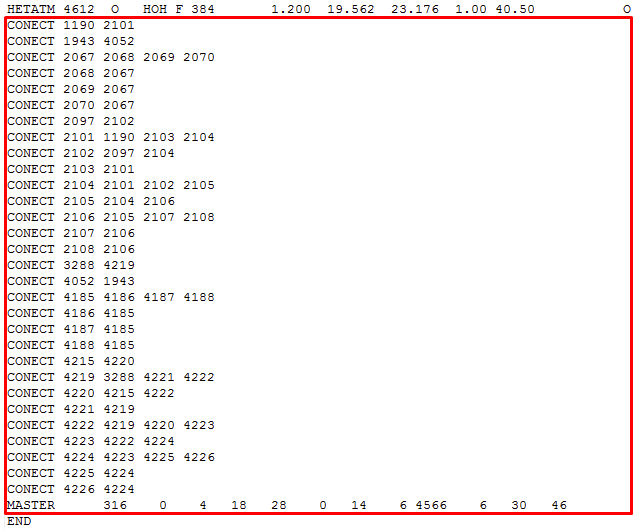 HETATM 4612  O   HOH F 384       1.200  19.562  23.176  1.00 40.50           O
CONECT 1190 2101
CONECT 1943 4052
CONECT 2067 2068 2069 2070
CONECT 2068 2067
CONECT 2069 2067
CONECT 2070 2067
CONECT 2097 2102
CONECT 2101 1190 2103 2104
CONECT 2102 2097 2104
CONECT 2103 2101
CONECT 2104 2101 2102 2105
CONECT 2105 2104 2106
CONECT 2106 2105 2107 2108
CONECT 2107 2106
CONECT 2108 2106
CONECT 3288 4219
CONECT 4052 1943
CONECT 4185 4186 4187 4188
CONECT 4186 4185
CONECT 4187 4185
CONECT 4188 4185
CONECT 4215 4220
CONECT 4219 3288 4221 4222
CONECT 4220 4215 4222
CONECT 4221 4219
CONECT 4222 4219 4220 4223
CONECT 4223 4222 4224
CONECT 4224 4223 4225 4226
CONECT 4225 4224
CONECT 4226 4224
MASTER      316    0    4   18   28    0   14    6 4566    6   30   46
END